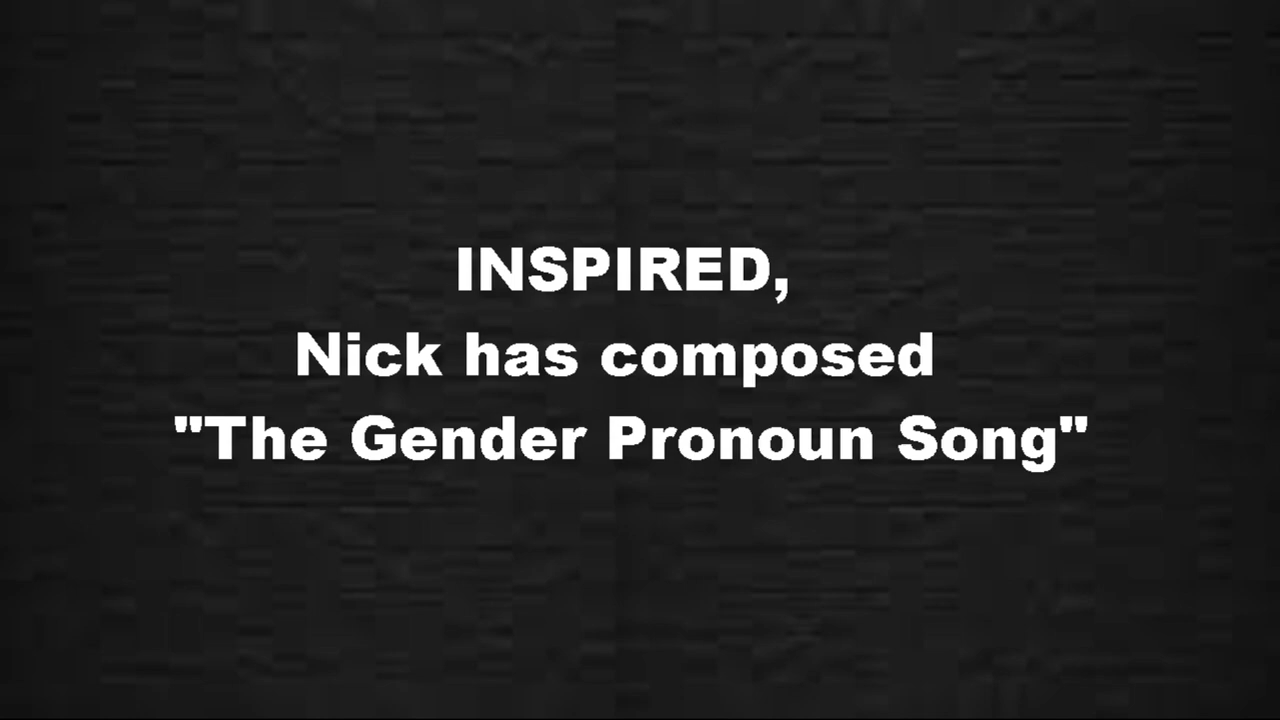 INSPIRED,
Nick has composed
"The Gender Pronoun Song"